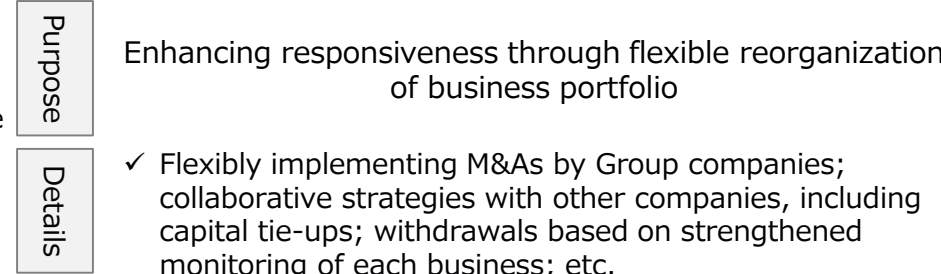 Purpose
Enhancing responsiveness through flexible reorganization
of business portfolio
e
Details
✓ Flexibly implementing M&As by Group companies;
collaborative strategies with other companies, including
capital tie-ups; withdrawals based on strengthened
monitoring of each business; etc.